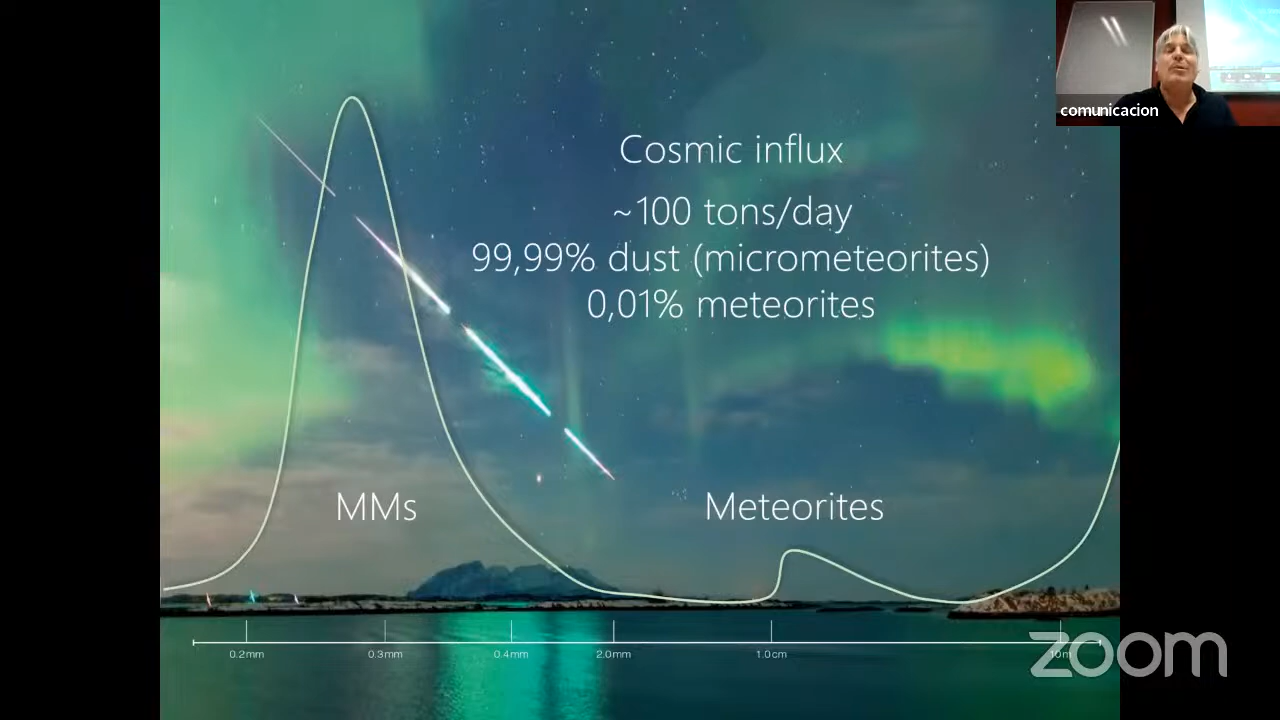 comunicacion
Cosmic influx
~100 tons/day
99,99% dust (micrometeorites)
0,01% meteorites
MMs
Meteorites
0.2mm
0.3mm
0.4mm
2.0mm
1.0cm
10m
zoom